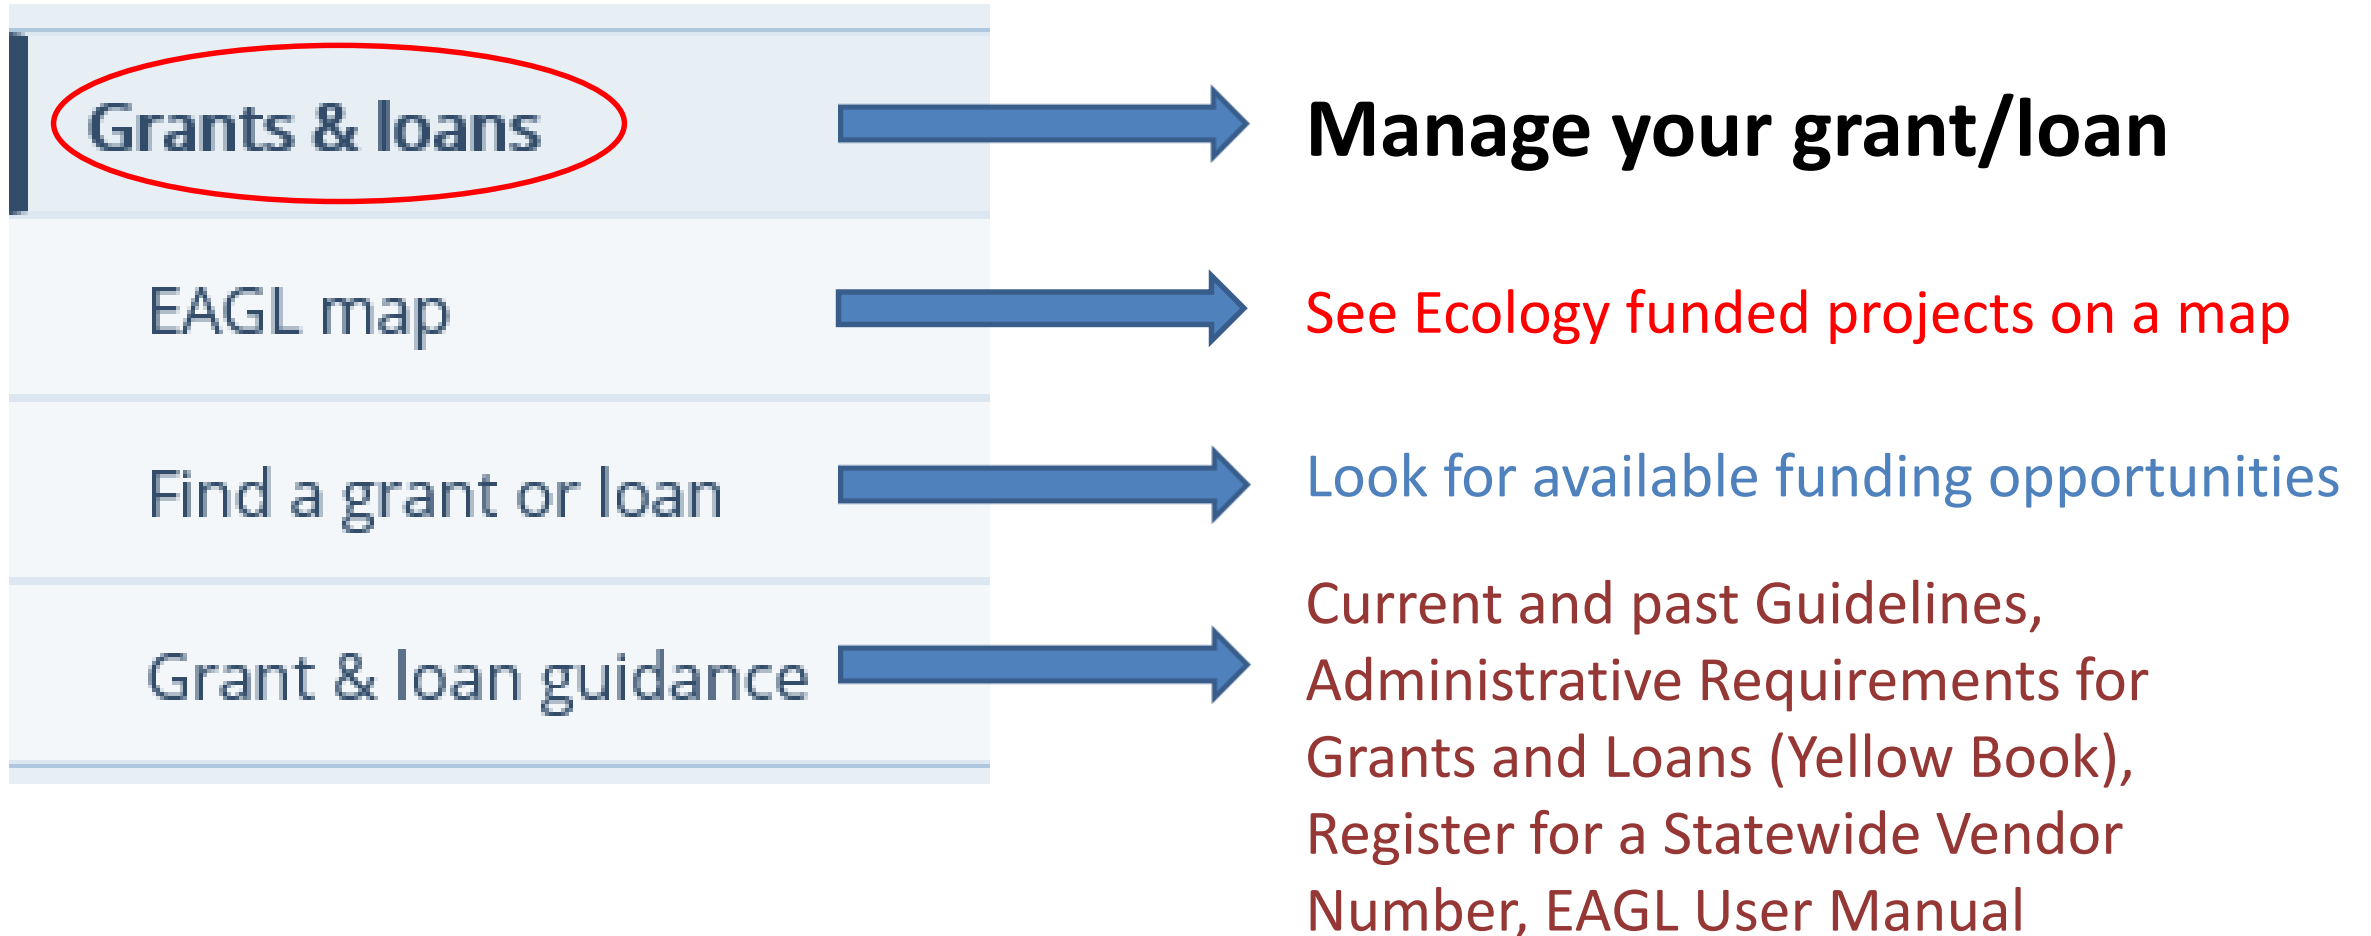 Grants & loans
Manage your grant/loan
EAGL map
See Ecology funded projects on a map
Find a grant or loan
Look for available funding opportunities
Grant & loan guidance
Current and past Guidelines,
Administrative Requirements for
Grants and Loans (Yellow Book),
Register for a Statewide Vendor
Number, EAGL User Manual